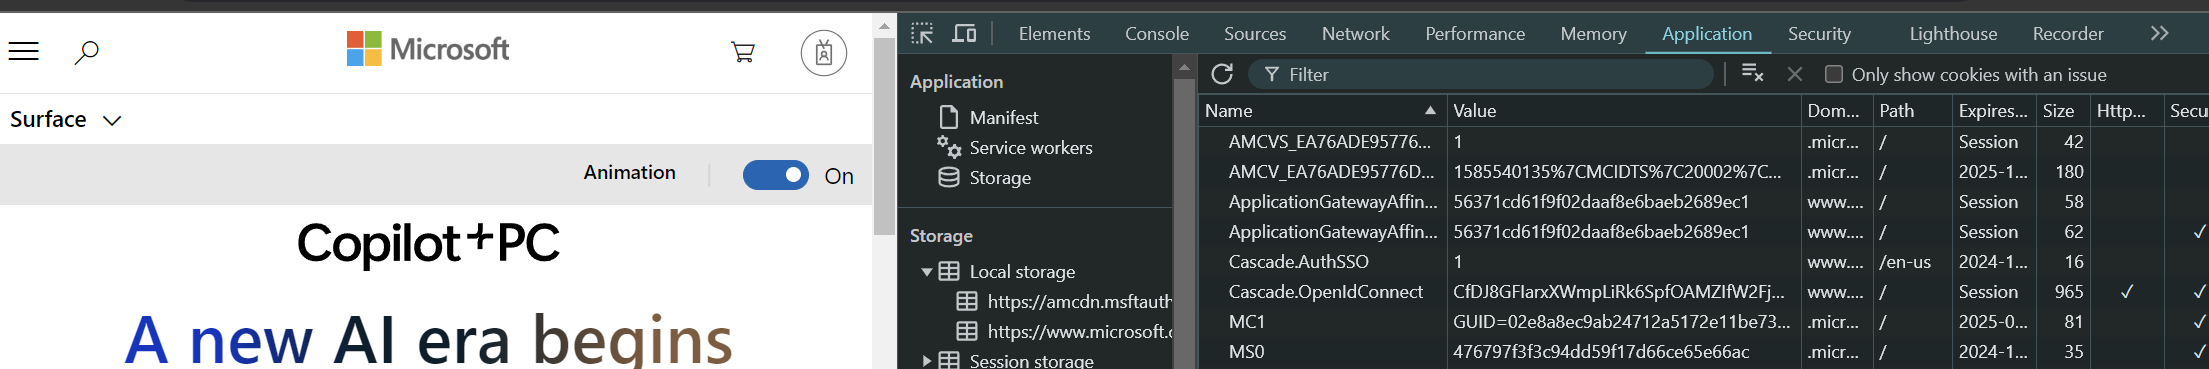 Microsoft
Surface
Animation
On
Copilot+PC
A new AI era begins
Elements Console Sources Network Performance Memory Application Security Lighthouse Recorder
Application
Manifest
Service workers
Storage
Storage
Local storage
https://amcdn.msftauth
https://www.microsoft.c
Session storage
Filter
Only show cookies with an issue
Name Value Dom... Path Expires... Size Http... Secu
AMCVS_EA76ADE95776... 1 .micr... / Session 42
AMCV_EA76ADE95776D... 1585540135%7CMCIDTS%7C20002%7C... .micr... / 2025-1... 180
ApplicationGatewayAffin... 56371cd61f9f02daaf8e6baeb2689ec1 www.... / Session 58
ApplicationGatewayAffin... 56371cd61f9f02daaf8e6baeb2689ec1 www.... / Session 62 ✓
Cascade.AuthSSO 1 www.... /en-us 2024-1... 16
Cascade.OpenIdConnect CfDJ8GFIarxXWmpLiRk6SpfOAMZIfW2Fj... www.... / Session 965 ✓ ✓
MC1 GUID=02e8a8ec9ab24712a5172e11be73... .micr... / 2025-0... 81 ✓
MS0 476797f3f3c94dd59f17d66ce65e66ac .micr... / 2024-1... 35 ✓